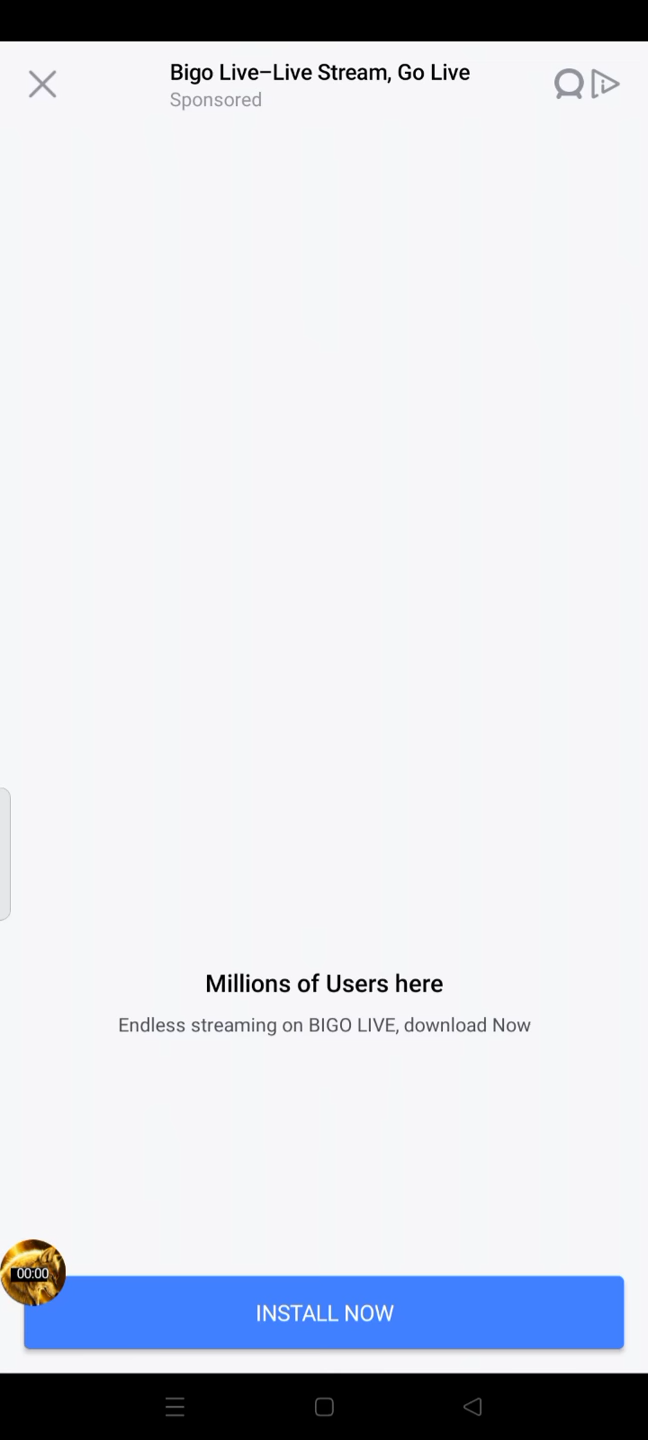 Bigo Live–Live Stream, Go Live
Sponsored
Millions of Users here
Endless streaming on BIGO LIVE, download Now
00:00
INSTALL NOW